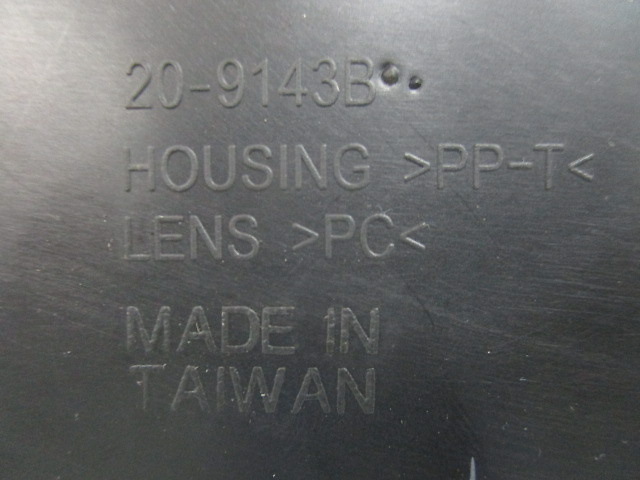 20-9143B
HOUSING >PP-T<
LENS >PC<
MADE IN
TAIWAN